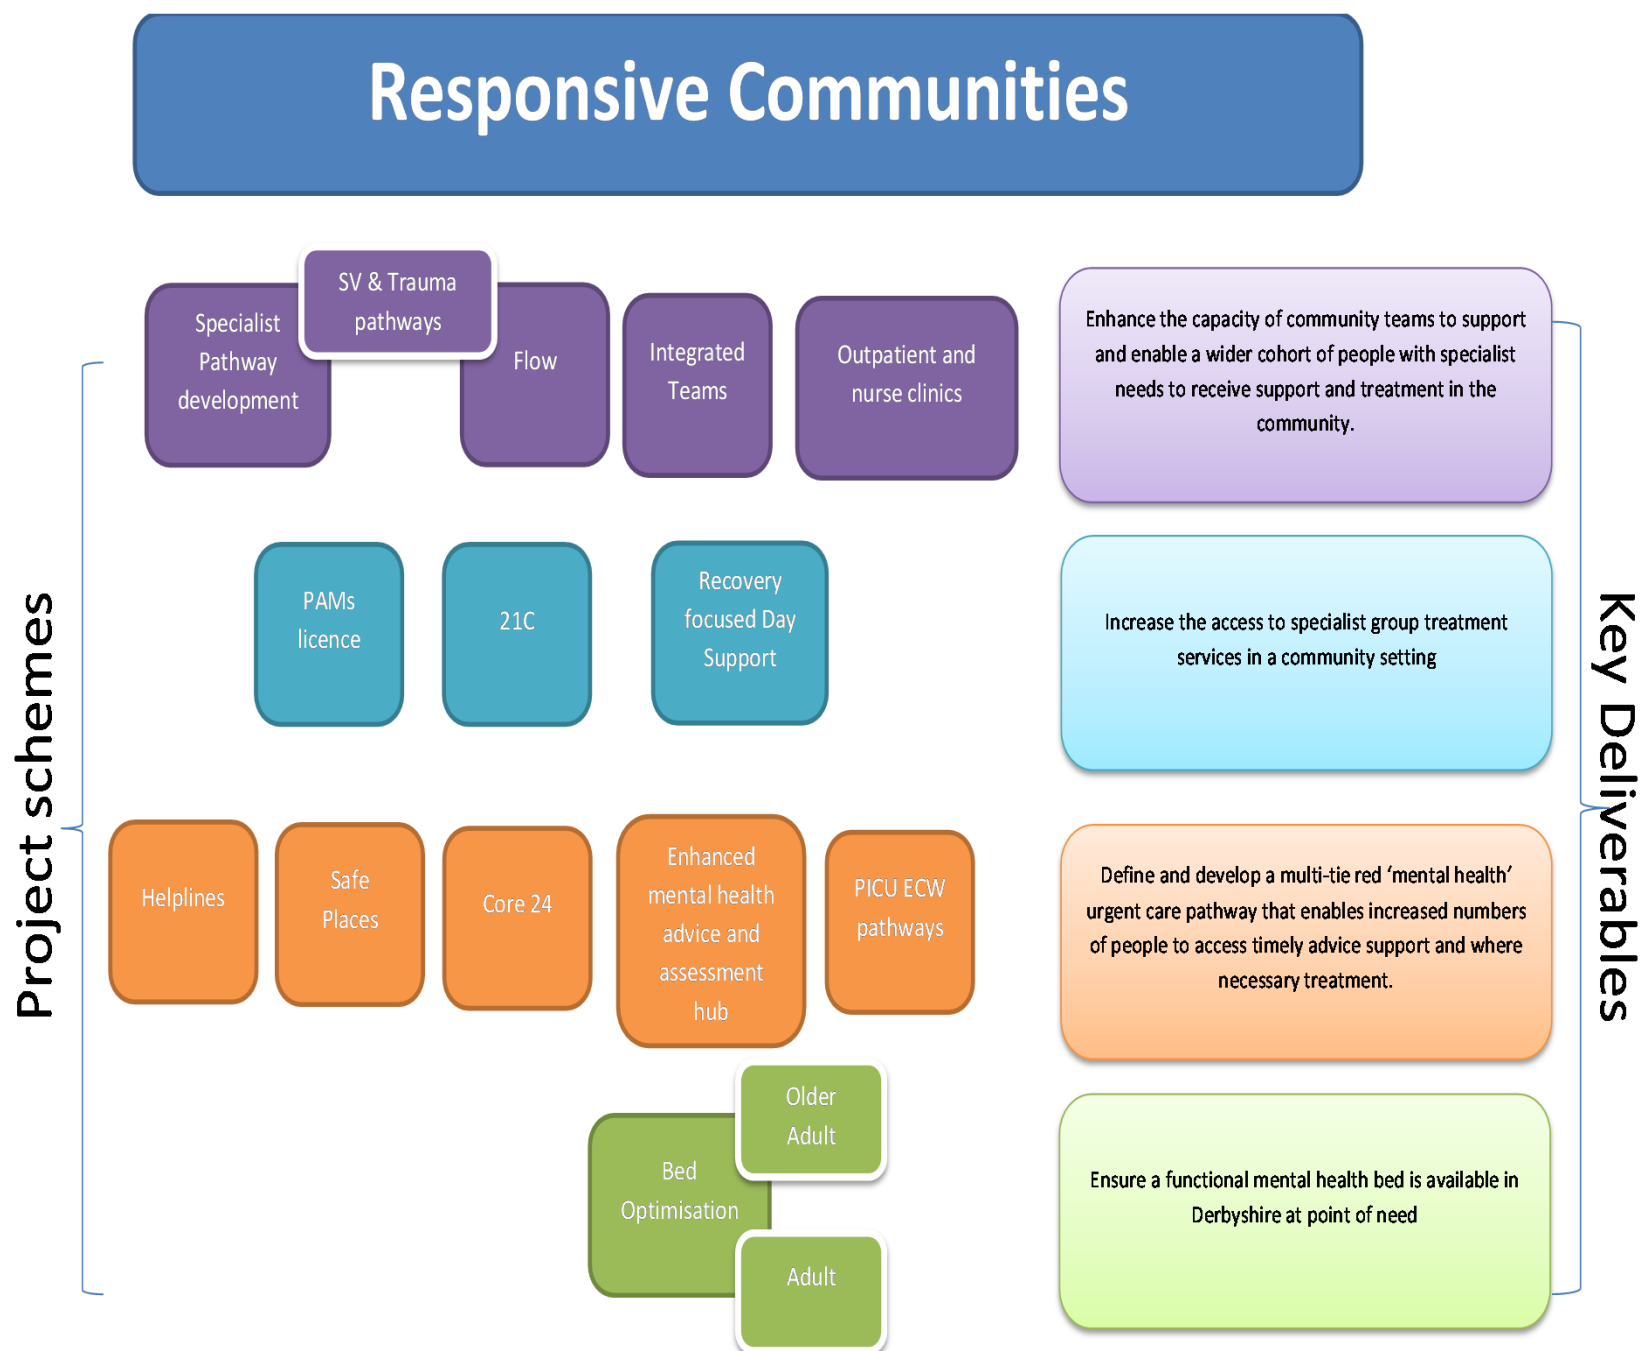 Responsive Communities
Project schemes
SV & Trauma
pathways
Specialist
Pathway
development
Flow
Integrated
Teams
Outpatient and
nurse clinics
Enhance the capacity of community teams to support
and enable a wider cohort of people with specialist
needs to receive support and treatment in the
community.
PAMs
licence
21C
Recovery
focused Day
Support
Increase the access to specialist group treatment
services in a community setting
Helplines
Safe
Places
Core 24
Enhanced
mental health
advice and
assessment
hub
PICU ECW
pathways
Define and develop a multi-tie red ‘mental health’
urgent care pathway that enables increased numbers
of people to access timely advice support and where
necessary treatment.
Bed
Optimisation
Older
Adult
Adult
Ensure a functional mental health bed is available in
Derbyshire at point of need
Key Deliverables